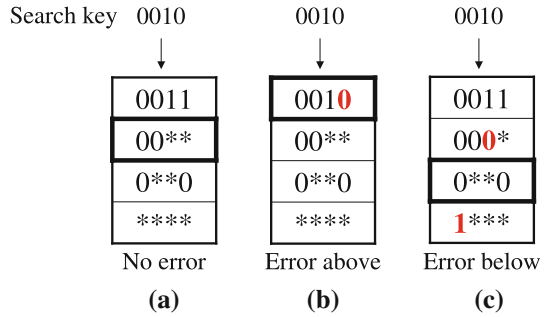 Search key 0010 0010 0010
0011 0010 0011
00** 00** 000*
0**0 0**0 0**0
**** **** 1***
No error Error above Error below
(a) (b) (c)